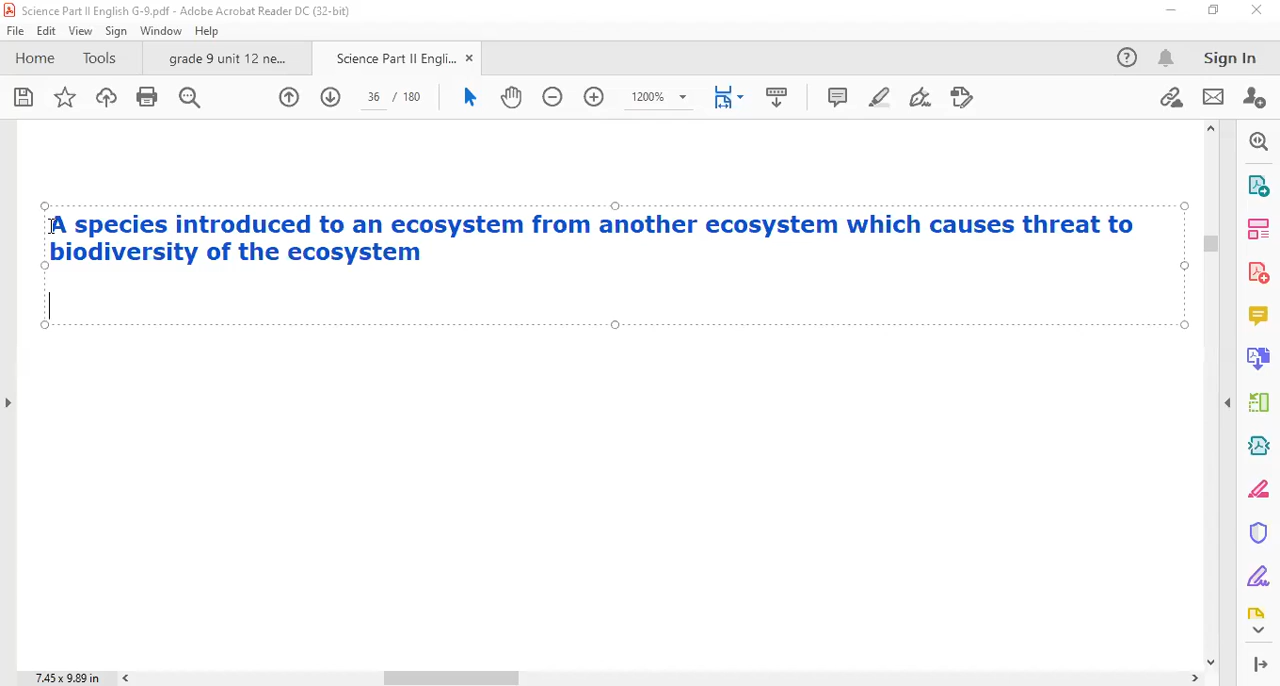 Science Part II English G-9.pdf - Adobe Acrobat Reader DC (32-bit)
File Edit View Sign Window Help
Home Tools grade 9 unit 12 ne... Science Part II Engli... × Sign In
36 / 180 1200%
A species introduced to an ecosystem from another ecosystem which causes threat to
biodiversity of the ecosystem
7.45 x 9.89 in